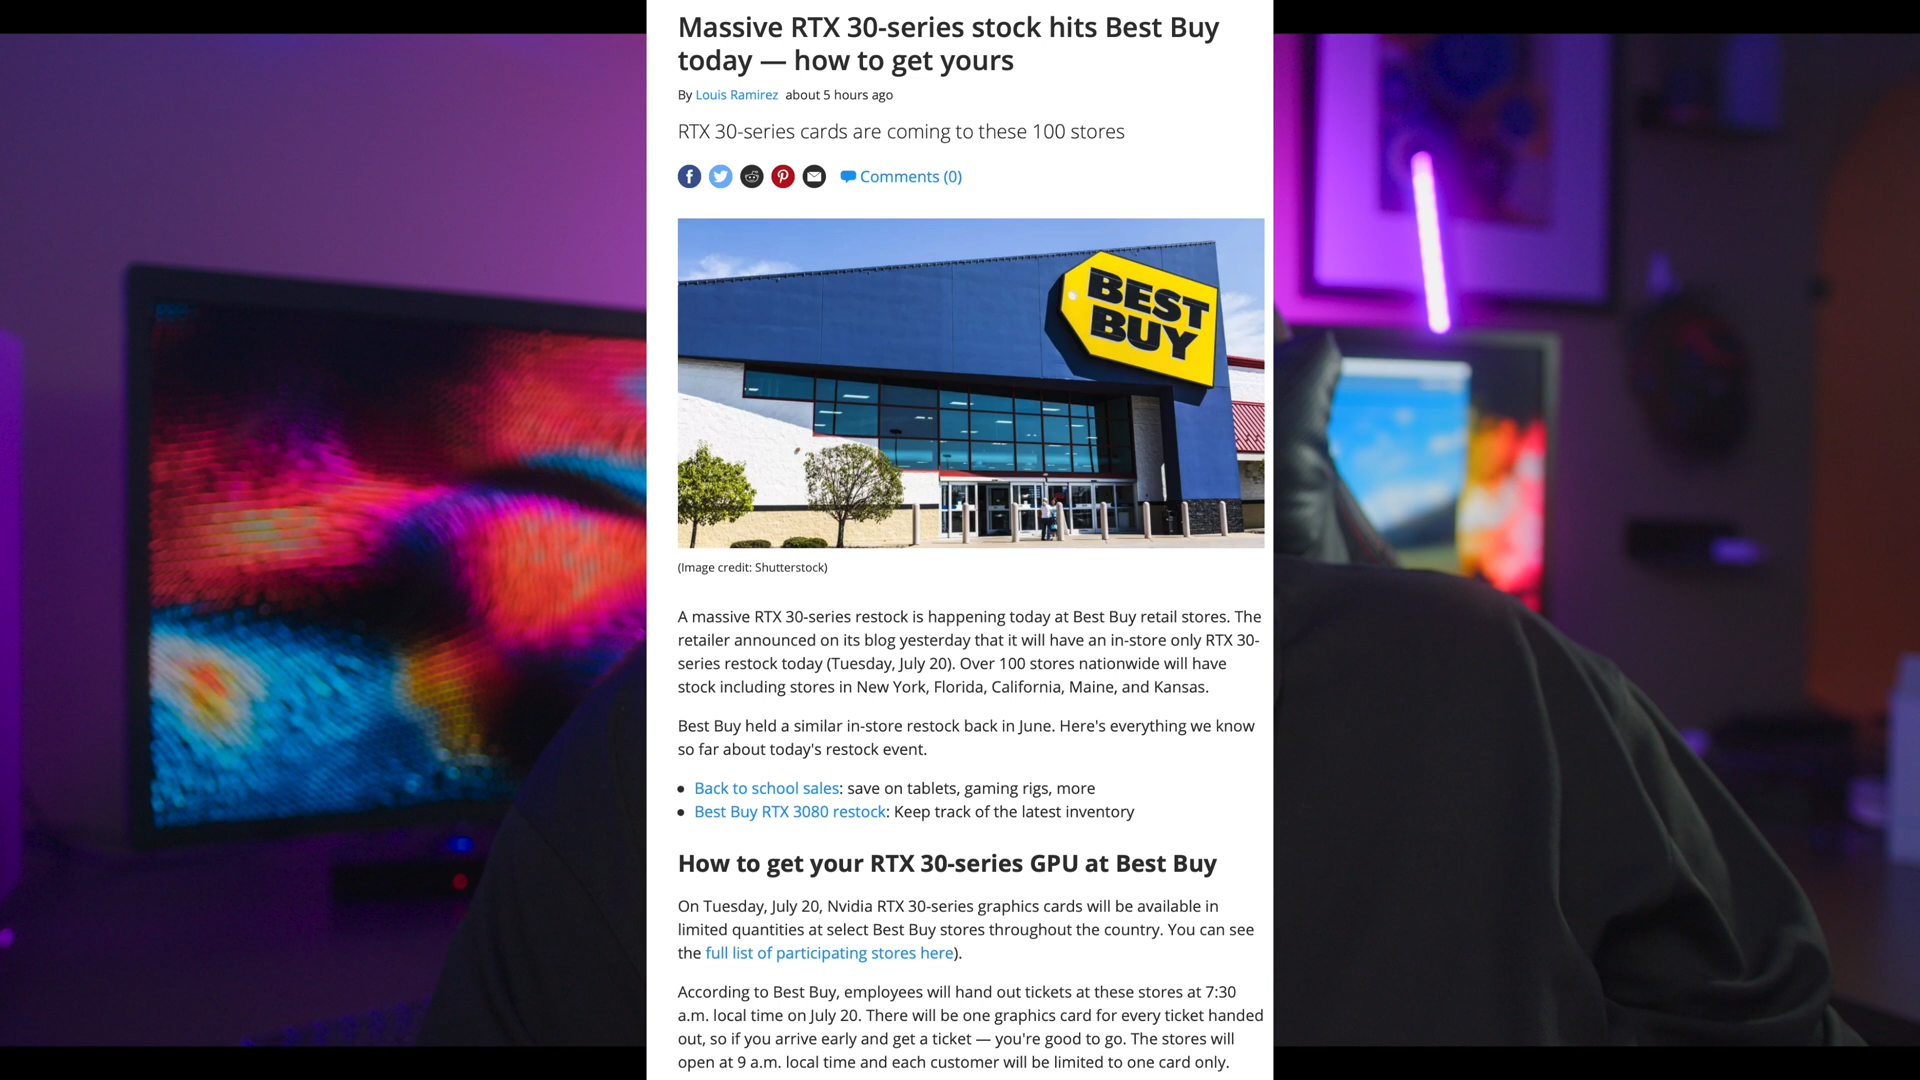 Massive RTX 30-series stock hits Best Buy
today — how to get yours
By Louis Ramirez about 5 hours ago
RTX 30-series cards are coming to these 100 stores
Comments (0)
BEST
BUY
(Image credit: Shutterstock)
A massive RTX 30-series restock is happening today at Best Buy retail stores. The
retailer announced on its blog yesterday that it will have an in-store only RTX 30-
series restock today (Tuesday, July 20). Over 100 stores nationwide will have
stock including stores in New York, Florida, California, Maine, and Kansas.
Best Buy held a similar in-store restock back in June. Here's everything we know
so far about today's restock event.
• Back to school sales: save on tablets, gaming rigs, more
• Best Buy RTX 3080 restock: Keep track of the latest inventory
How to get your RTX 30-series GPU at Best Buy
On Tuesday, July 20, Nvidia RTX 30-series graphics cards will be available in
limited quantities at select Best Buy stores throughout the country. You can see
the full list of participating stores here).
According to Best Buy, employees will hand out tickets at these stores at 7:30
a.m. local time on July 20. There will be one graphics card for every ticket handed
out, so if you arrive early and get a ticket — you're good to go. The stores will
open at 9 a.m. local time and each customer will be limited to one card only.